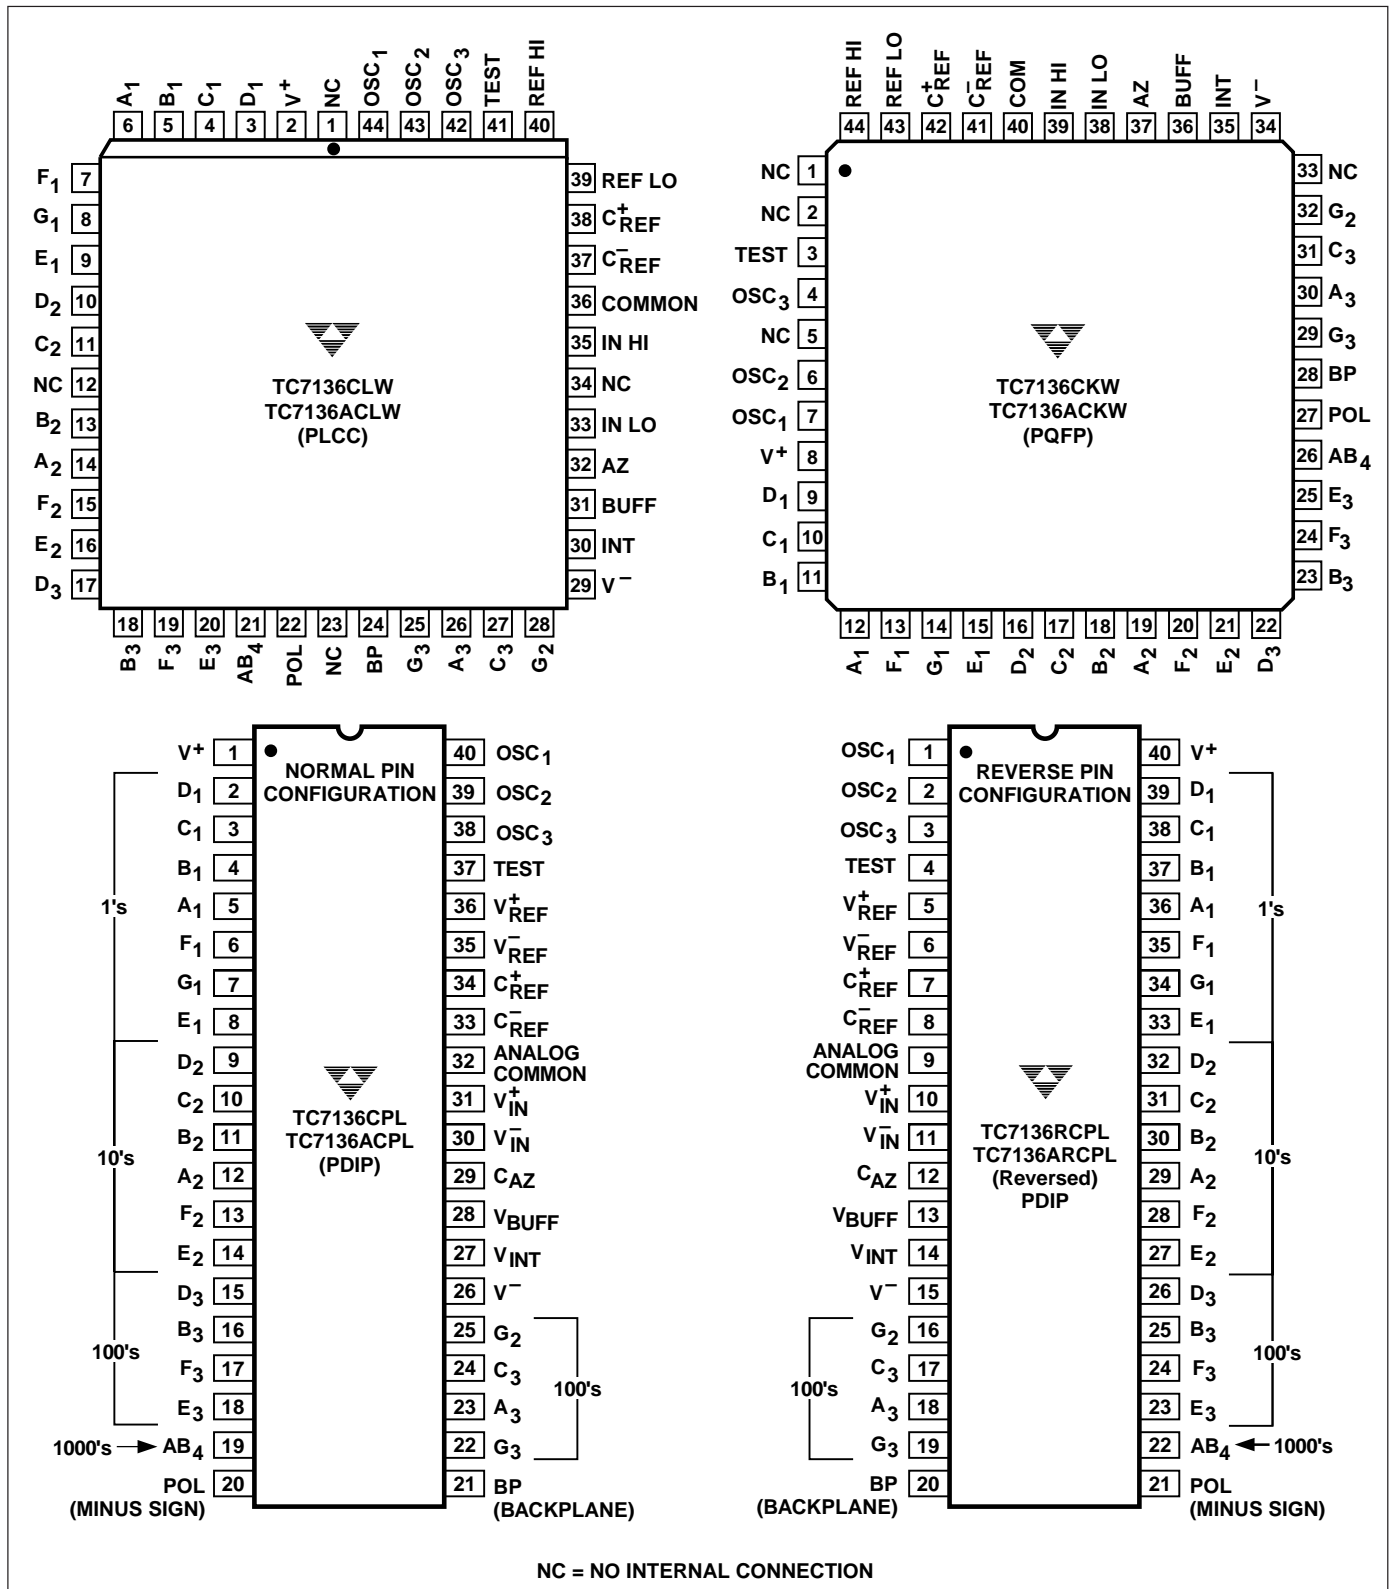 A1 B1 C1 D1 V+ NC OSC1 OSC2 OSC3 TEST REF HI
6 5 4 3 2 1 44 43 42 41 40
F1 7
G1 8
E1 9
D2 10
C2 11
NC 12
B2 13
A2 14
F2 15
E2 16
D3 17
TC7136CLW
TC7136ACLW
(PLCC)
39 REF LO
38 C+REF
37 C–REF
36 COMMON
35 IN HI
34 NC
33 IN LO
32 AZ
31 BUFF
30 INT
29 V–
18 19 20 21 22 23 24 25 26 27 28
B3 F3 E3 AB4 POL NC BP G3 A3 C3 G2
REF HI REF LO C+REF C–REF COM IN HI IN LO AZ BUFF INT V–
44 43 42 41 40 39 38 37 36 35 34
NC 1
NC 2
TEST 3
OSC3 4
NC 5
OSC2 6
OSC1 7
V+ 8
D1 9
C1 10
B1 11
TC7136CKW
TC7136ACKW
(PQFP)
33 NC
32 G2
31 C3
30 A3
29 G3
28 BP
27 POL
26 AB4
25 E3
24 F3
23 B3
12 13 14 15 16 17 18 19 20 21 22
A1 F1 G1 E1 D2 C2 B2 A2 F2 E2 D3
NORMAL PIN
CONFIGURATION
V+ 1
D1 2
C1 3
B1 4
1's
A1 5
F1 6
G1 7
E1 8
D2 9
C2 10
B2 11
10's
A2 12
F2 13
E2 14
D3 15
B3 16
100's
F3 17
E3 18
1000's AB4 19
POL 20
(MINUS SIGN)
TC7136CPL
TC7136ACPL
(PDIP)
40 OSC1
39 OSC2
38 OSC3
37 TEST
36 V+REF
35 V–REF
34 C+REF
33 C–REF
32 ANALOG
COMMON
31 V+IN
30 V–IN
29 CAZ
28 VBUFF
27 VINT
26 V–
25 G2
24 C3
100's
23 A3
22 G3
21 BP
(BACKPLANE)
REVERSE PIN
CONFIGURATION
OSC1 1
OSC2 2
OSC3 3
TEST 4
V+REF 5
V–REF 6
C+REF 7
C–REF 8
ANALOG
COMMON 9
V+IN 10
V–IN 11
CAZ 12
VBUFF 13
VINT 14
V– 15
G2 16
C3 17
100's
A3 18
G3 19
BP 20
(BACKPLANE)
TC7136RCPL
TC7136ARCPL
(Reversed)
PDIP
40 V+
39 D1
38 C1
37 B1
36 A1
1's
35 F1
34 G1
33 E1
32 D2
31 C2
30 B2
10's
29 A2
28 F2
27 E2
26 D3
25 B3
100's
24 F3
23 E3
22 AB4 1000's
21 POL
(MINUS SIGN)
NC = NO INTERNAL CONNECTION